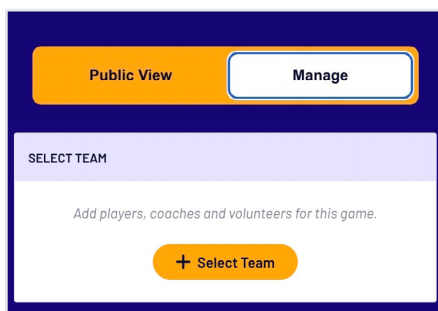 Public View
Manage
SELECT TEAM
Add players, coaches and volunteers for this game.
+ Select Team